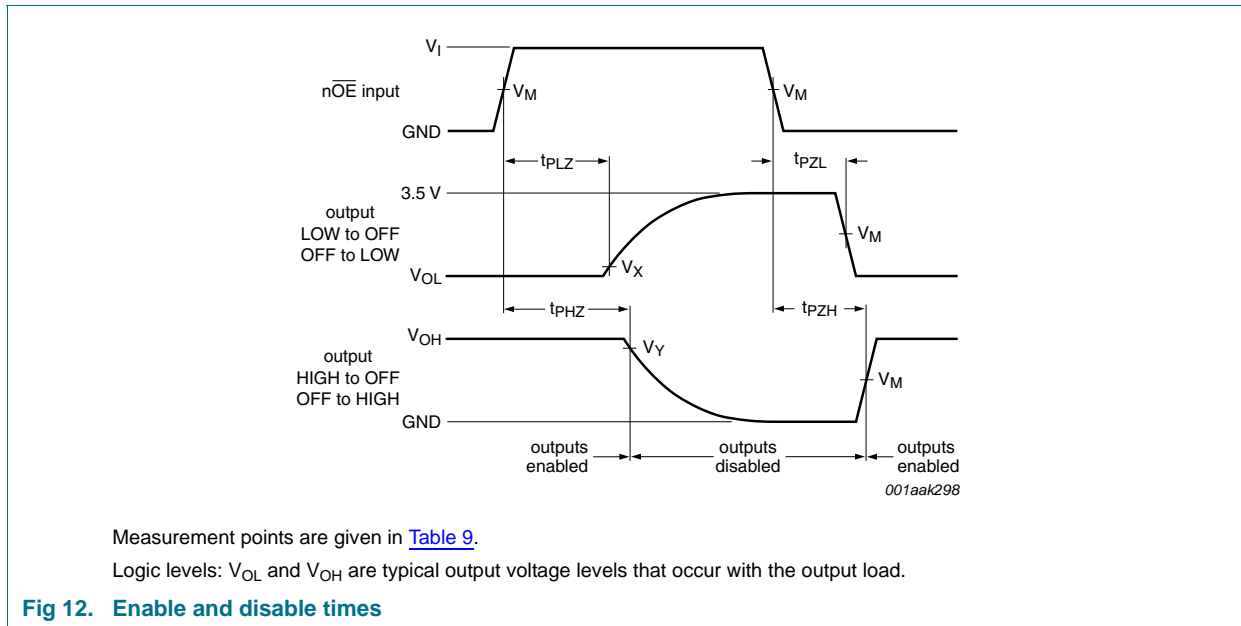 V_I
nOE input
V_M
V_M
GND
t_PLZ
t_PZL
3.5 V
output
LOW to OFF
OFF to LOW
V_M
V_X
V_OL
t_PHZ
t_PZH
V_OH
V_Y
output
HIGH to OFF
OFF to HIGH
V_M
GND
outputs enabled
outputs disabled
outputs enabled
001aak298
Measurement points are given in Table 9.
Logic levels: V_OL and V_OH are typical output voltage levels that occur with the output load.
Fig 12. Enable and disable times